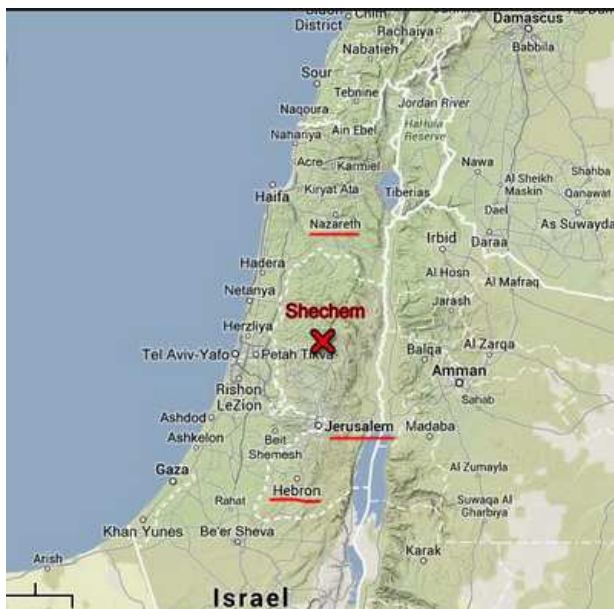 Sidon
District
Chim
Rachaiya
Damascus
Babbila
Nabatieh
Sour
Tebnine
Jordan River
Naqoura
HaHula
Reserve
Ain Ebel
Nahariya
Acre
Karmiel
Nawa
Shahba
Al Sheikh
Maskin
Qanawat
Haifa
Kiryat Ata
Tiberias
Dael
As Suwayda
Nazareth
Irbid
Daraa
Al Hosn
Al Mafraq
Hadera
Netanya
Shechem
Jarash
Herzliya
Tel Aviv-Yafo
Petah Tikva
Balqa
Al Zarqa
Amman
Rishon
LeZion
Sahab
Ashdod
Jerusalem
Madaba
Ashkelon
Beit
Shemesh
Gaza
Al Zumayla
Hebron
Rahat
Suwaqa Al
Gharbiya
Khan Yunes
Be'er Sheva
Arish
Karak
Israel